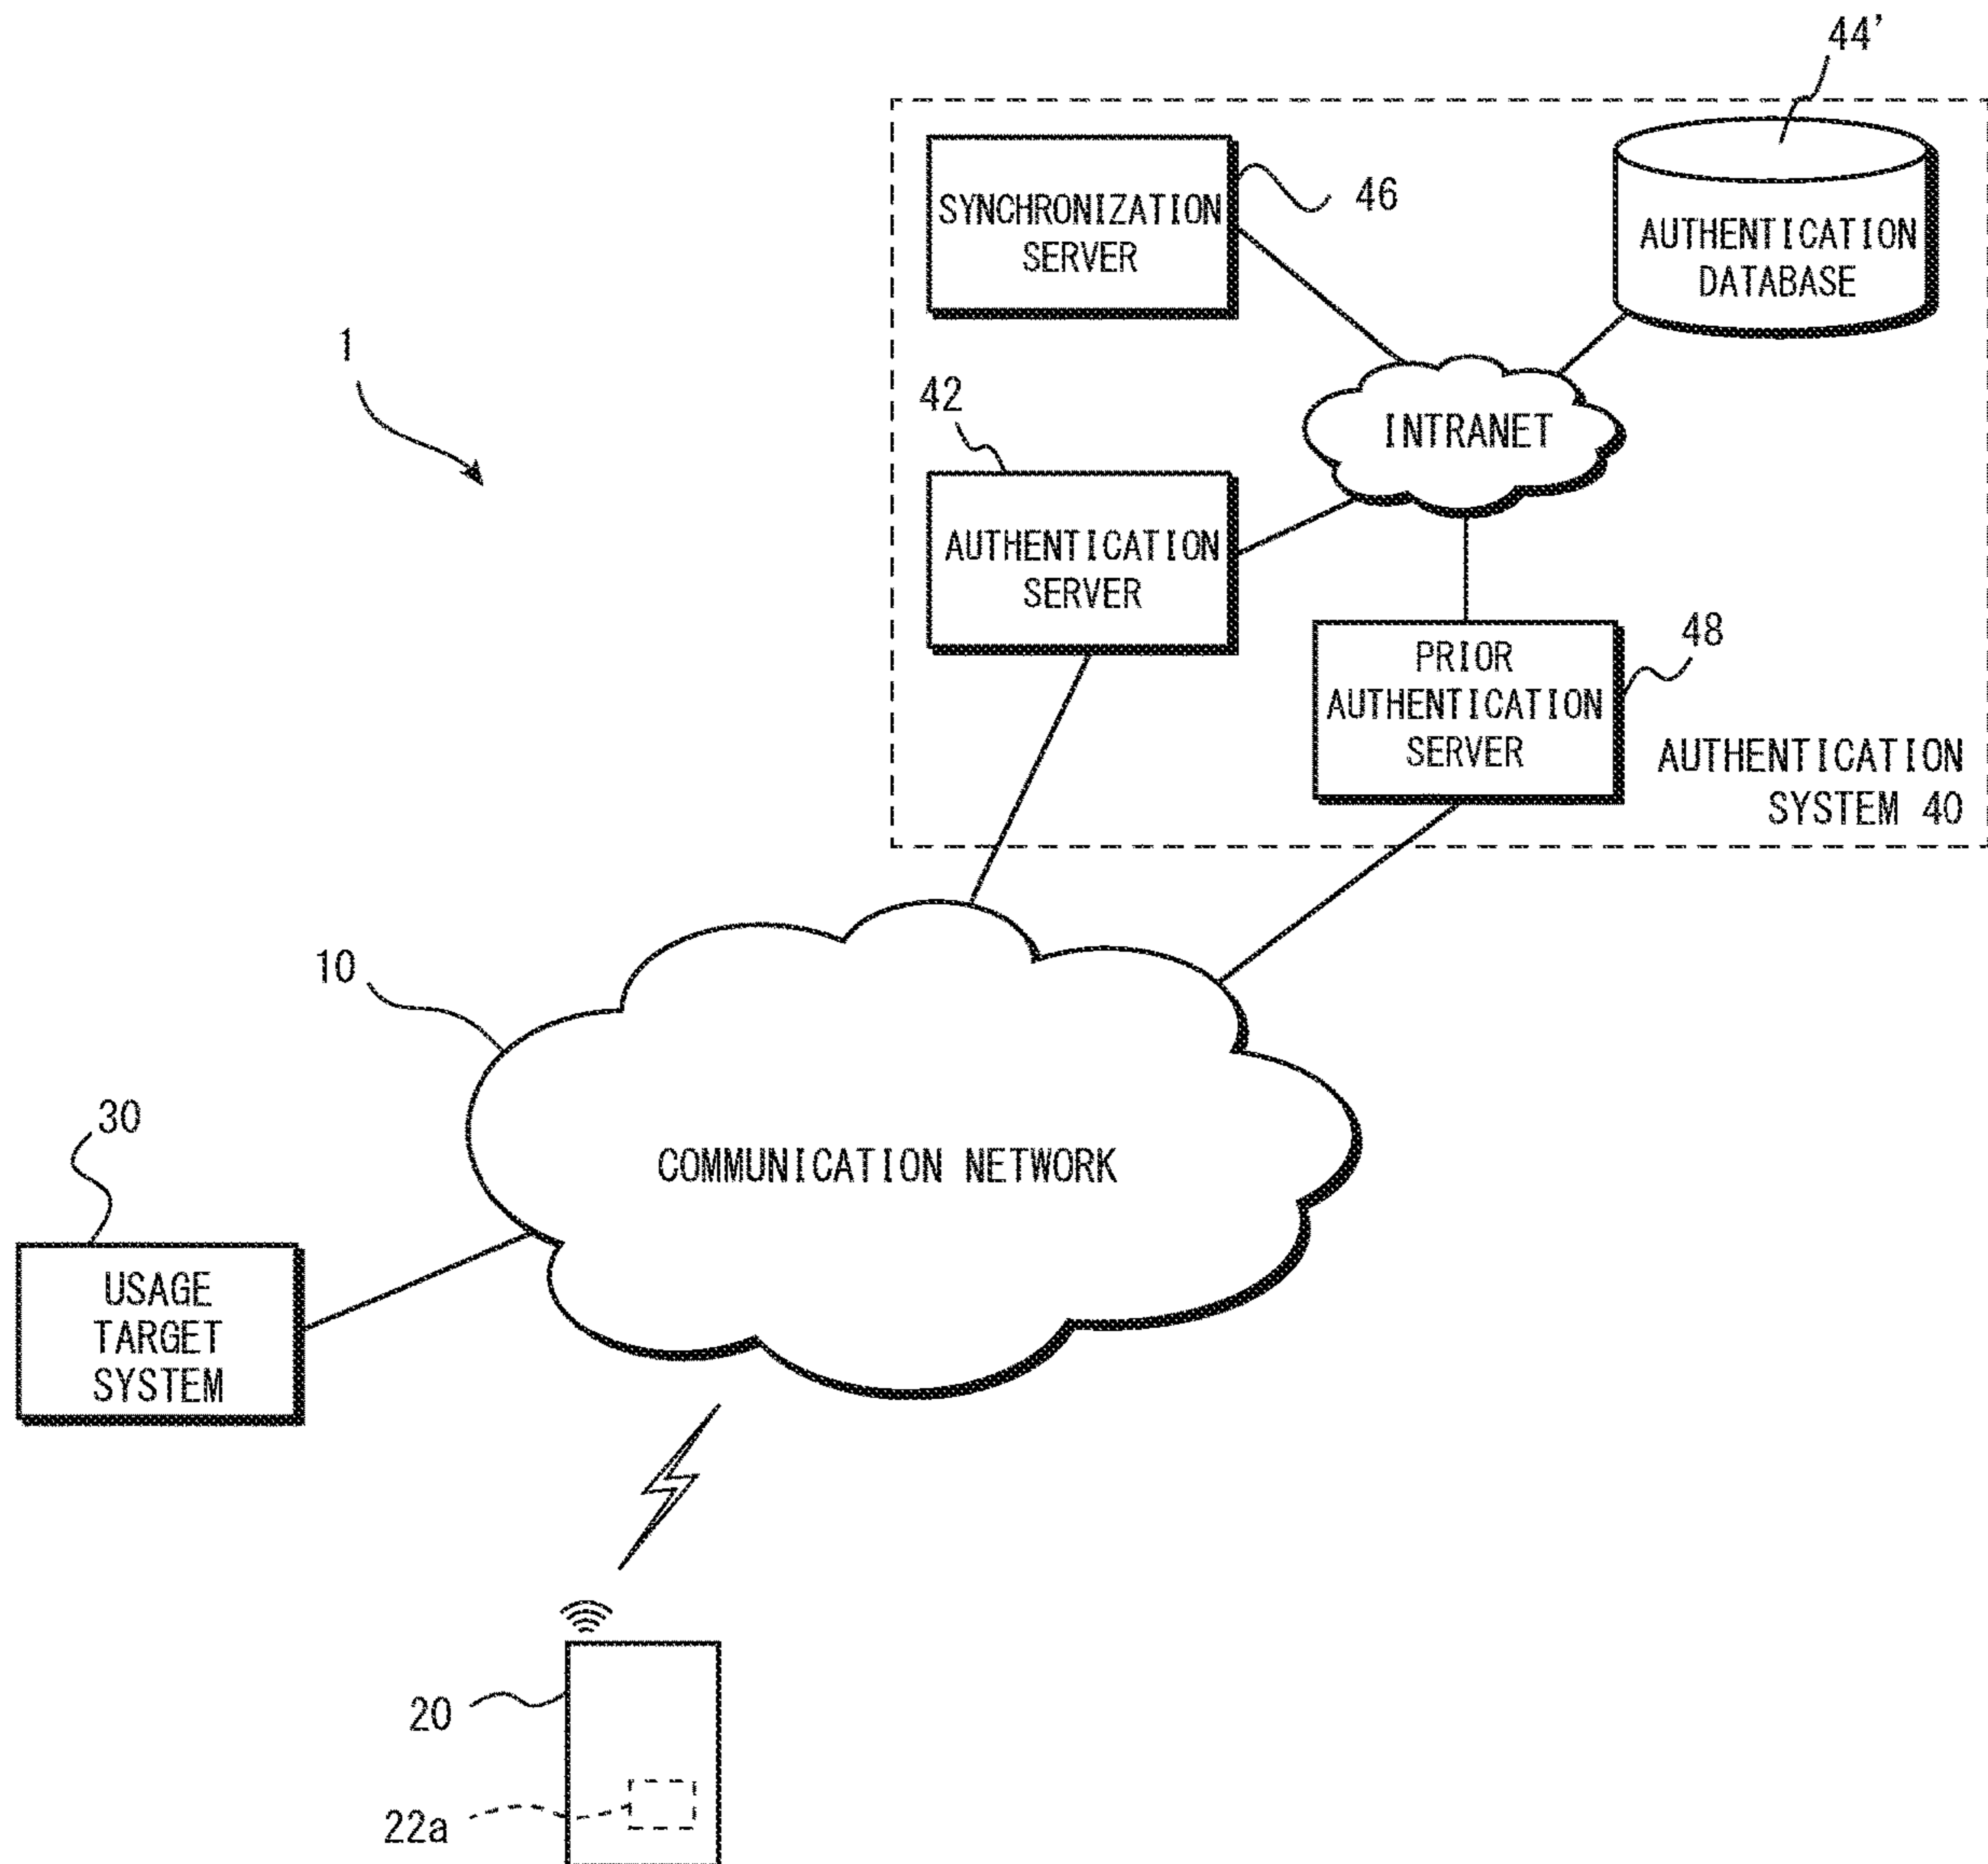 44'
SYNCHRONIZATION
SERVER
46
AUTHENTICATION
DATABASE
1
42
INTRANET
AUTHENTICATION
SERVER
PRIOR
AUTHENTICATION
SERVER
48
AUTHENTICATION
SYSTEM 40
10
COMMUNICATION NETWORK
30
USAGE
TARGET
SYSTEM
20
22a